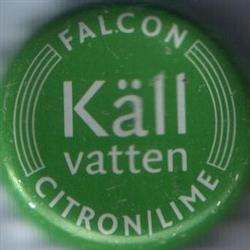 FALCON
Käll
vatten
CITRON/LIME